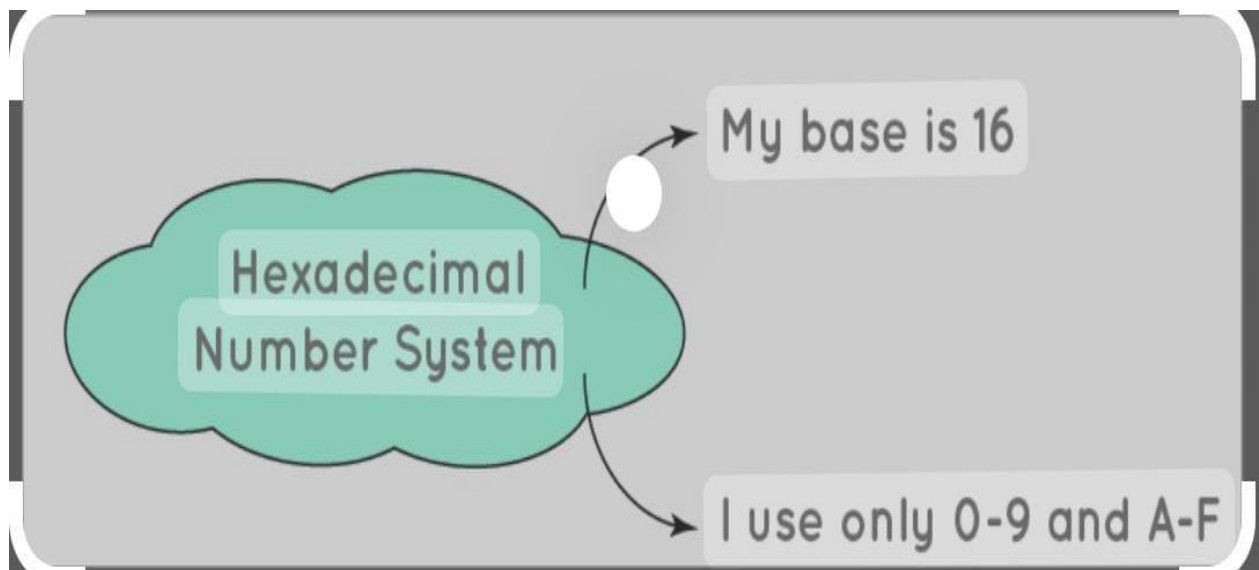 My base is 16
Hexadecimal
Number System
I use only 0-9 and A-F